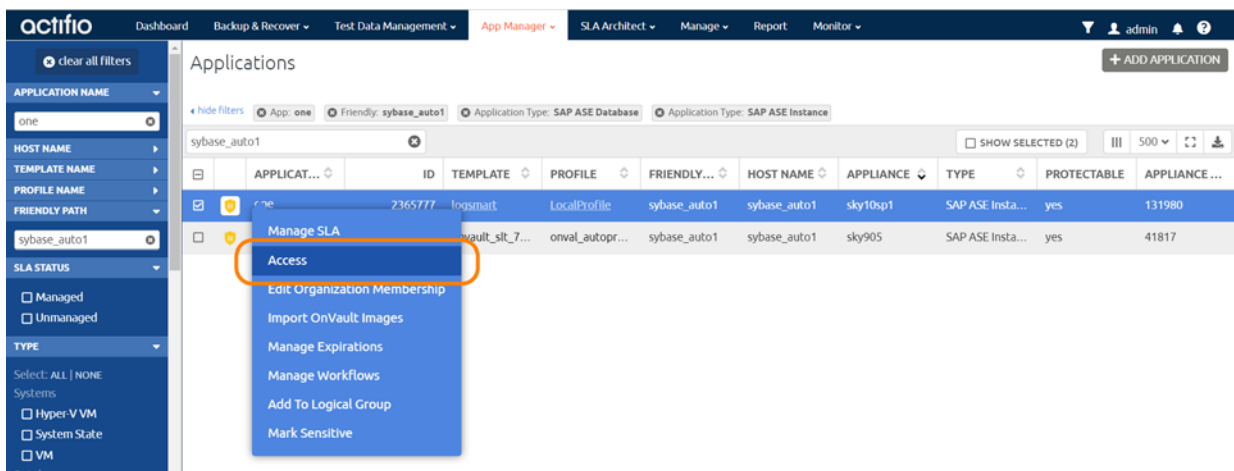 actifio Dashboard Backup & Recover Test Data Management App Manager SLA Architect Manage Report Monitor admin
clear all filters
Applications
+ ADD APPLICATION
APPLICATION NAME
one
hide filters App: one Friendly: sybase_auto1 Application Type: SAP ASE Database Application Type: SAP ASE Instance
HOST NAME
sybase_auto1 SHOW SELECTED (2) 500
TEMPLATE NAME
PROFILE NAME
FRIENDLY PATH
sybase_auto1
APPLICAT... ID TEMPLATE PROFILE FRIENDLY... HOST NAME APPLIANCE TYPE PROTECTABLE APPLIANCE ...
one 2365777 logsmart LocalProfile sybase_auto1 sybase_auto1 sky10sp1 SAP ASE Insta... yes 131980
onval_autopr... sybase_auto1 sybase_auto1 sky905 SAP ASE Insta... yes 41817
Manage SLA
Access
Edit Organization Membership
Import OnVault Images
Manage Expirations
Manage Workflows
Add To Logical Group
Mark Sensitive
SLA STATUS
Managed
Unmanaged
TYPE
Select: ALL | NONE
Systems
Hyper-V VM
System State
VM